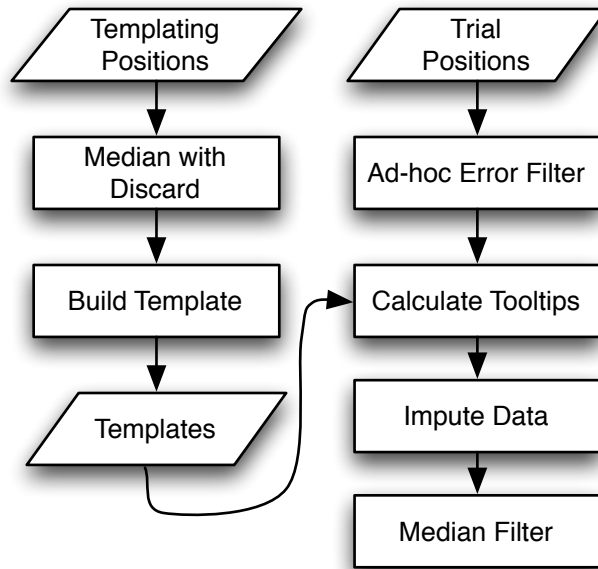 Templating
Positions
Median with
Discard
Build Template
Templates
Trial
Positions
Ad-hoc Error Filter
Calculate Tooltips
Impute Data
Median Filter